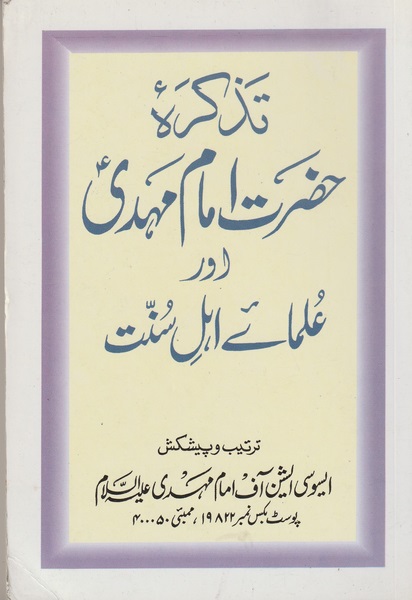 تذکرۂ
حضرت امام مہدیؑ
اور
علمائے اہلِ سُنّت
ترتیب و پیشکش
ایسوسی ایشن آف امام مہدی علیہ السلام
پوسٹ بکس نمبر ۱۹۸۲۲، ممبئی ۴۰۰۰۵۰